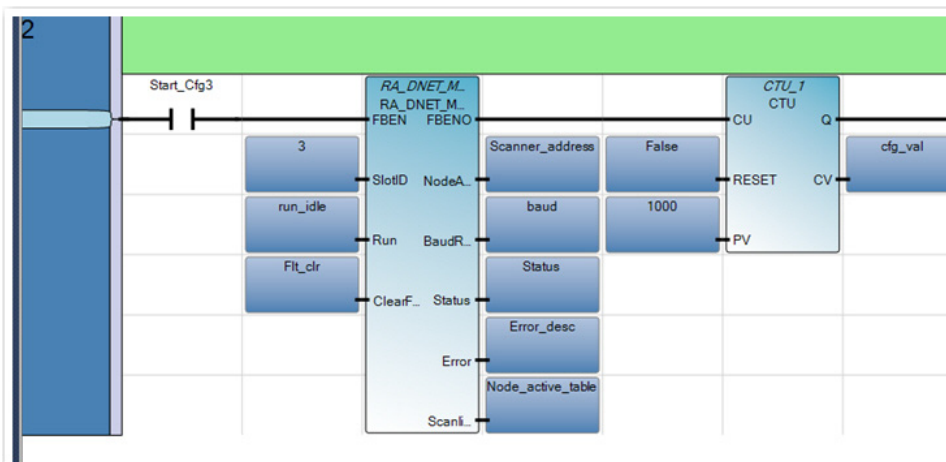 2
Start_Cfg3
RA_DNET_M...
RA_DNET_M...
FBEN FBENO
CTU_1
CTU
CU Q
3
Scanner_address
False
cfg_val
SlotID NodeA...
RESET CV
run_idle
baud
1000
Run BaudR...
PV
Flt_clr
Status
ClearF... Status
Error_desc
Error
Node_active_table
Scanli...